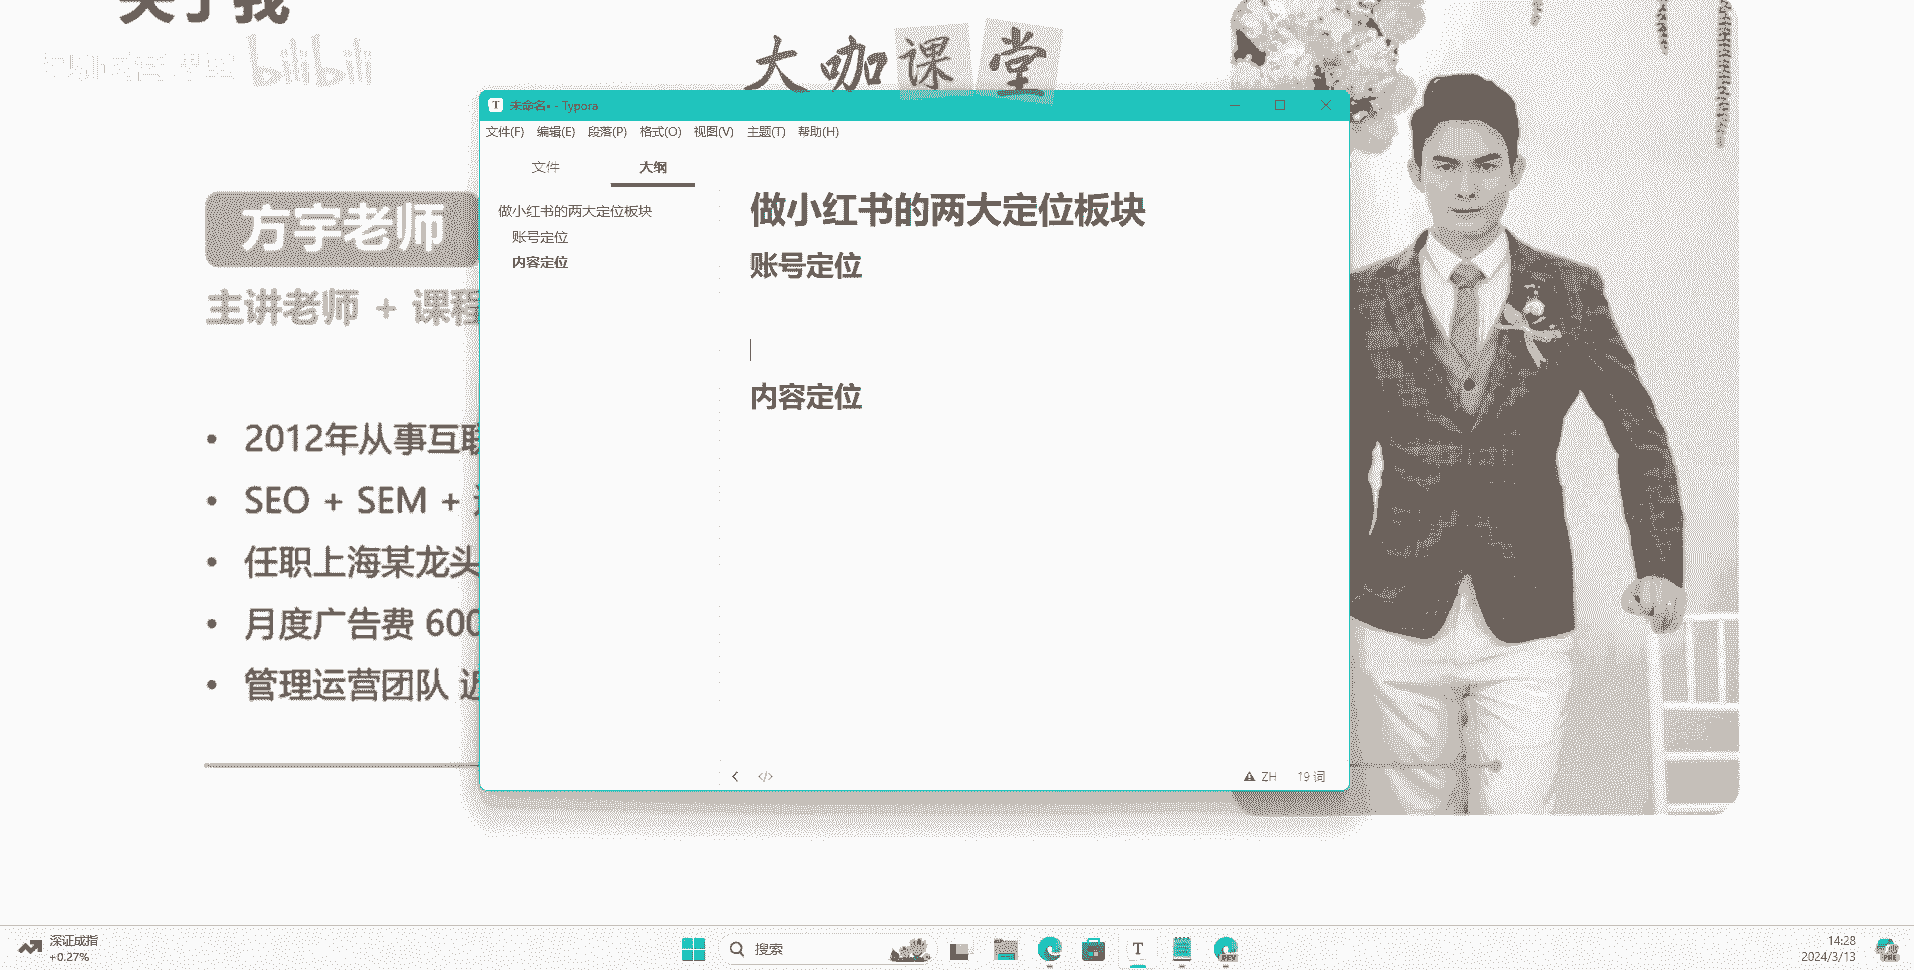 关于我
bilibili
大咖课堂
未命名• - Typora
文件(F) 编辑(E) 段落(P) 格式(O) 视图(V) 主题(T) 帮助(H)
文件 大纲
做小红书的两大定位板块
账号定位
内容定位
做小红书的两大定位板块
账号定位
内容定位
ZH 19 词
方宇老师
主讲老师 + 课程
2012年从事互联
SEO + SEM +
任职上海某龙头
月度广告费 600
管理运营团队 近
深证成指
+0.27%
搜索
T
DEV
14:28
2024/3/13
PRE